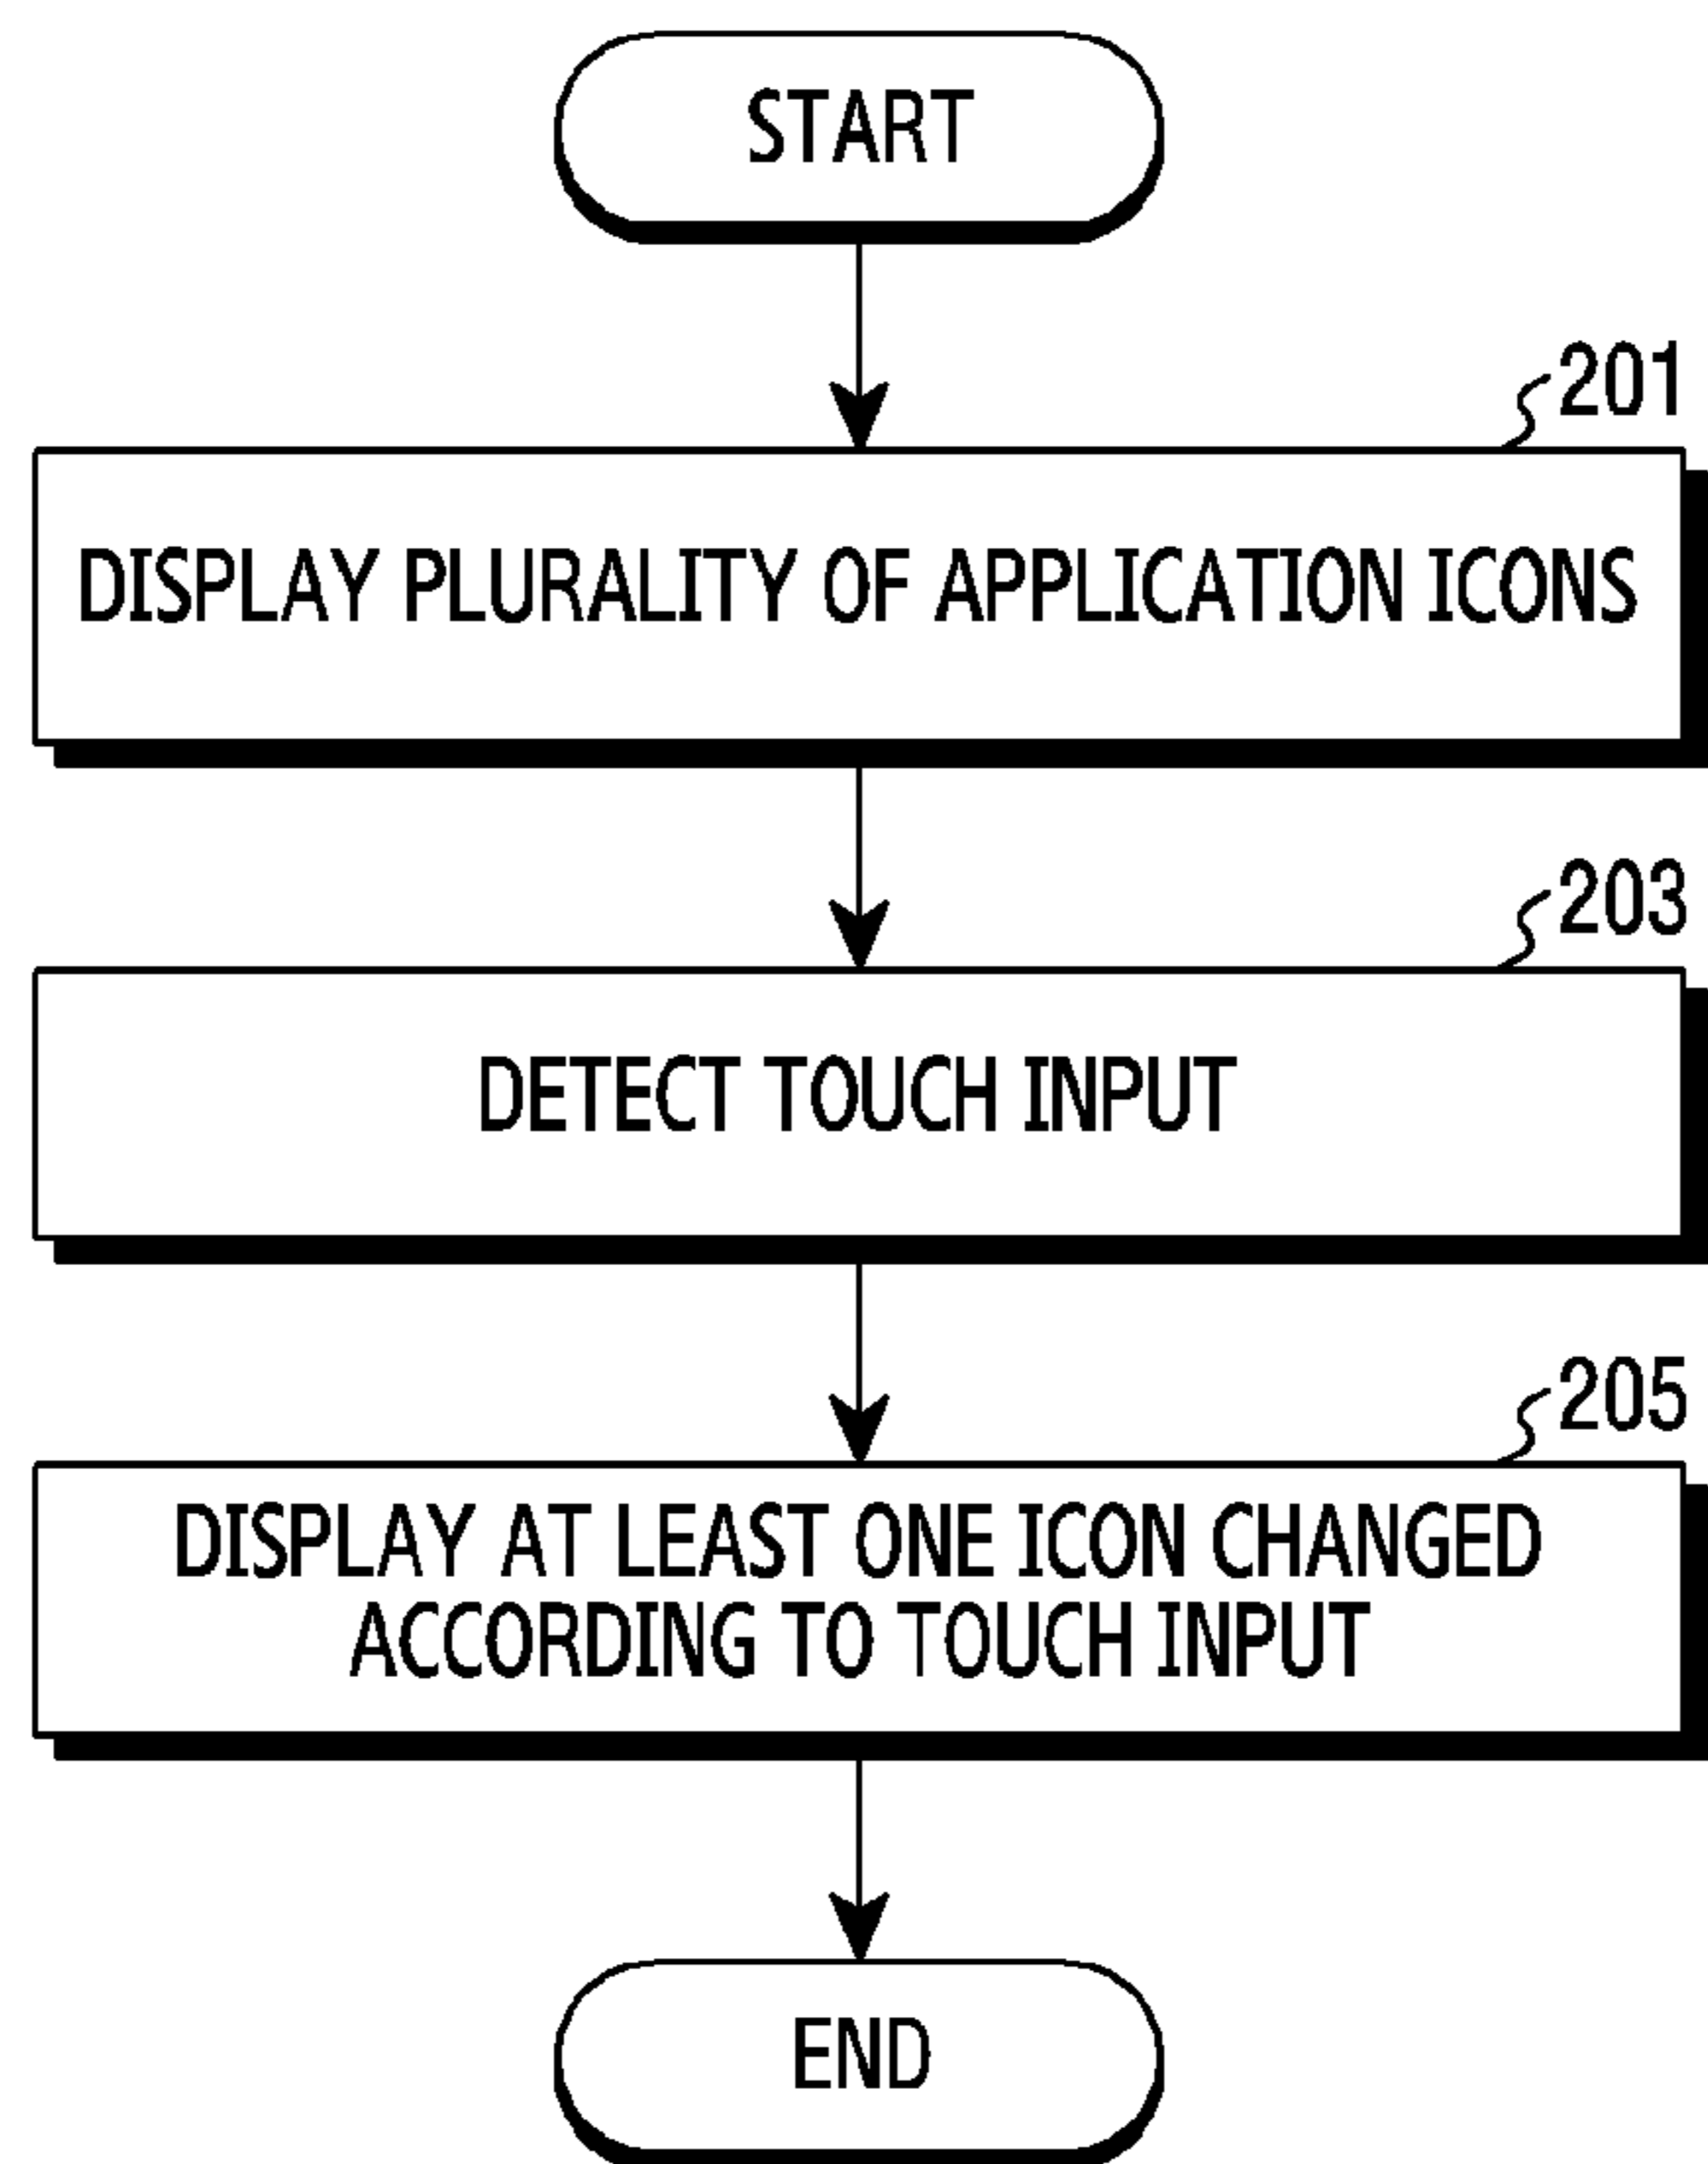 START
201
DISPLAY PLURALITY OF APPLICATION ICONS
203
DETECT TOUCH INPUT
205
DISPLAY AT LEAST ONE ICON CHANGED
ACCORDING TO TOUCH INPUT
END